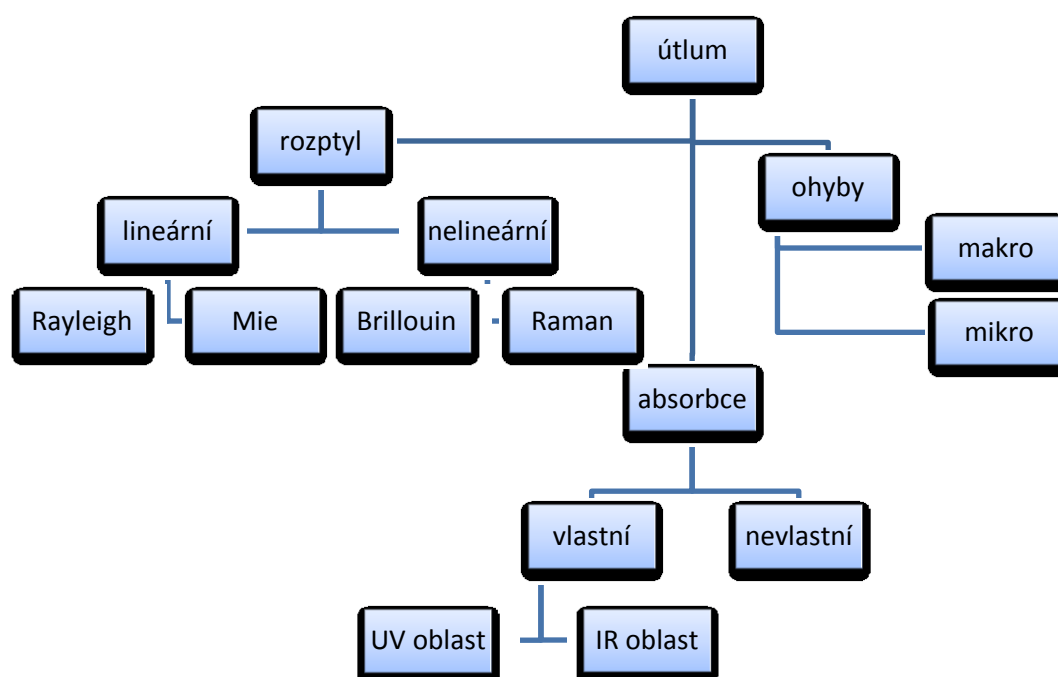 útlum
rozptyl
ohyby
lineární
nelineární
makro
Rayleigh
Mie
Brillouin
Raman
mikro
absorbce
vlastní
nevlastní
UV oblast
IR oblast